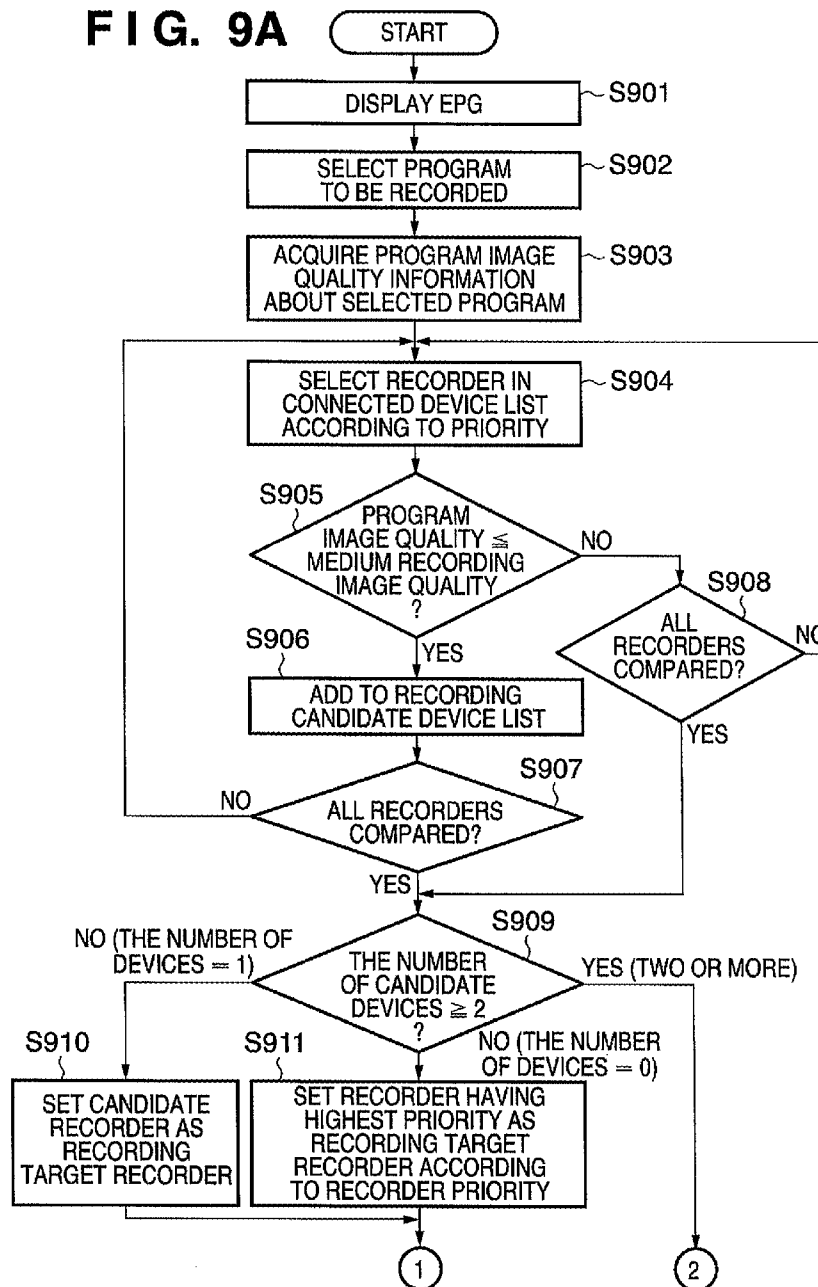 FIG. 9A
START
DISPLAY EPG
S901
SELECT PROGRAM
TO BE RECORDED
S902
ACQUIRE PROGRAM IMAGE
QUALITY INFORMATION
ABOUT SELECTED PROGRAM
S903
SELECT RECORDER IN
CONNECTED DEVICE LIST
ACCORDING TO PRIORITY
S904
S905
PROGRAM
IMAGE QUALITY ≦
MEDIUM RECORDING
IMAGE QUALITY
?
NO
YES
S908
ALL
RECORDERS
COMPARED?
NO
YES
S906
ADD TO RECORDING
CANDIDATE DEVICE LIST
S907
ALL RECORDERS
COMPARED?
NO
YES
S909
THE NUMBER
OF CANDIDATE
DEVICES ≧ 2
?
NO (THE NUMBER OF
DEVICES = 1)
YES (TWO OR MORE)
NO (THE NUMBER
OF DEVICES = 0)
S910
SET CANDIDATE
RECORDER AS
RECORDING
TARGET RECORDER
S911
SET RECORDER HAVING
HIGHEST PRIORITY AS
RECORDING TARGET
RECORDER ACCORDING
TO RECORDER PRIORITY
1
2